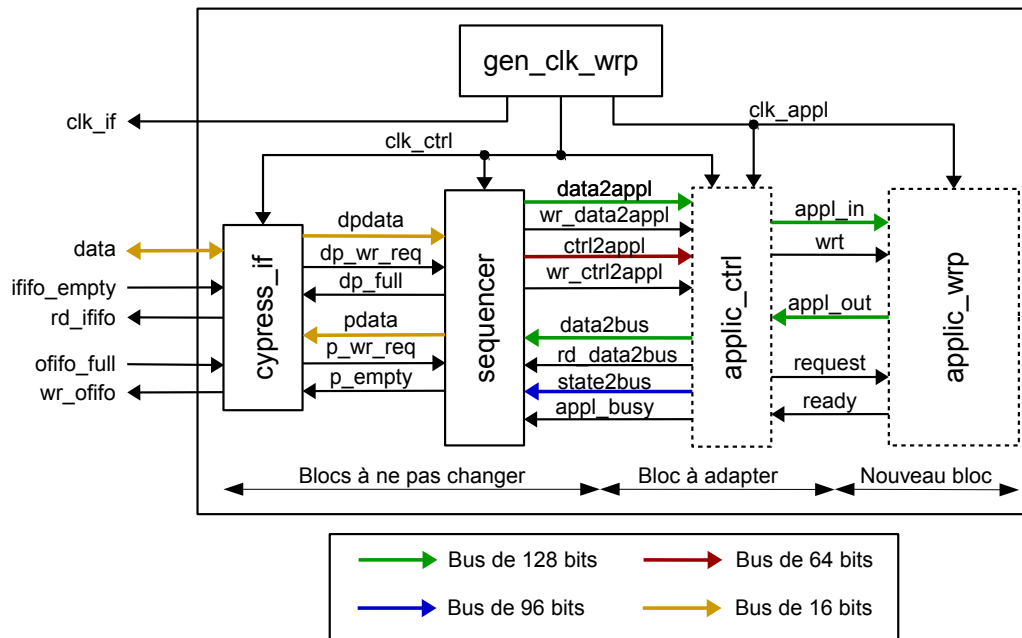 gen_clk_wrp
clk_if
clk_appl
clk_ctrl
data
ififo_empty
rd_ififo
ofifo_full
wr_ofifo
cypress_if
dpdata
dp_wr_req
dp_full
pdata
p_wr_req
p_empty
sequencer
data2appl
wr_data2appl
ctrl2appl
wr_ctrl2appl
data2bus
rd_data2bus
state2bus
appl_busy
applic_ctrl
appl_in
wrt
appl_out
request
ready
applic_wrp
Blocs à ne pas changer
Bloc à adapter
Nouveau bloc
Bus de 128 bits
Bus de 64 bits
Bus de 96 bits
Bus de 16 bits